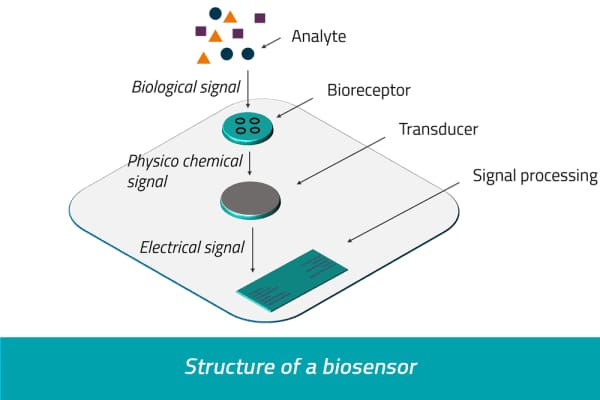 Analyte
Biological signal
Bioreceptor
Transducer
Physico chemical
signal
Signal processing
Electrical signal
Structure of a biosensor